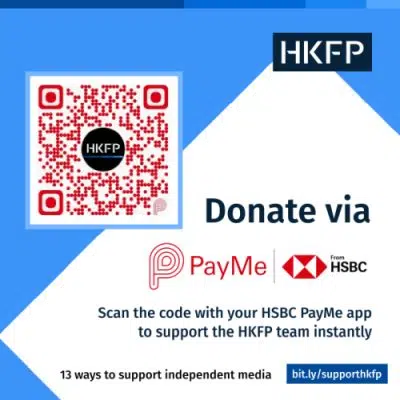 HKFP
HKFP
Donate via
PayMe
From
HSBC
Scan the code with your HSBC PayMe app
to support the HKFP team instantly
13 ways to support independent media
bit.ly/supporthkfp